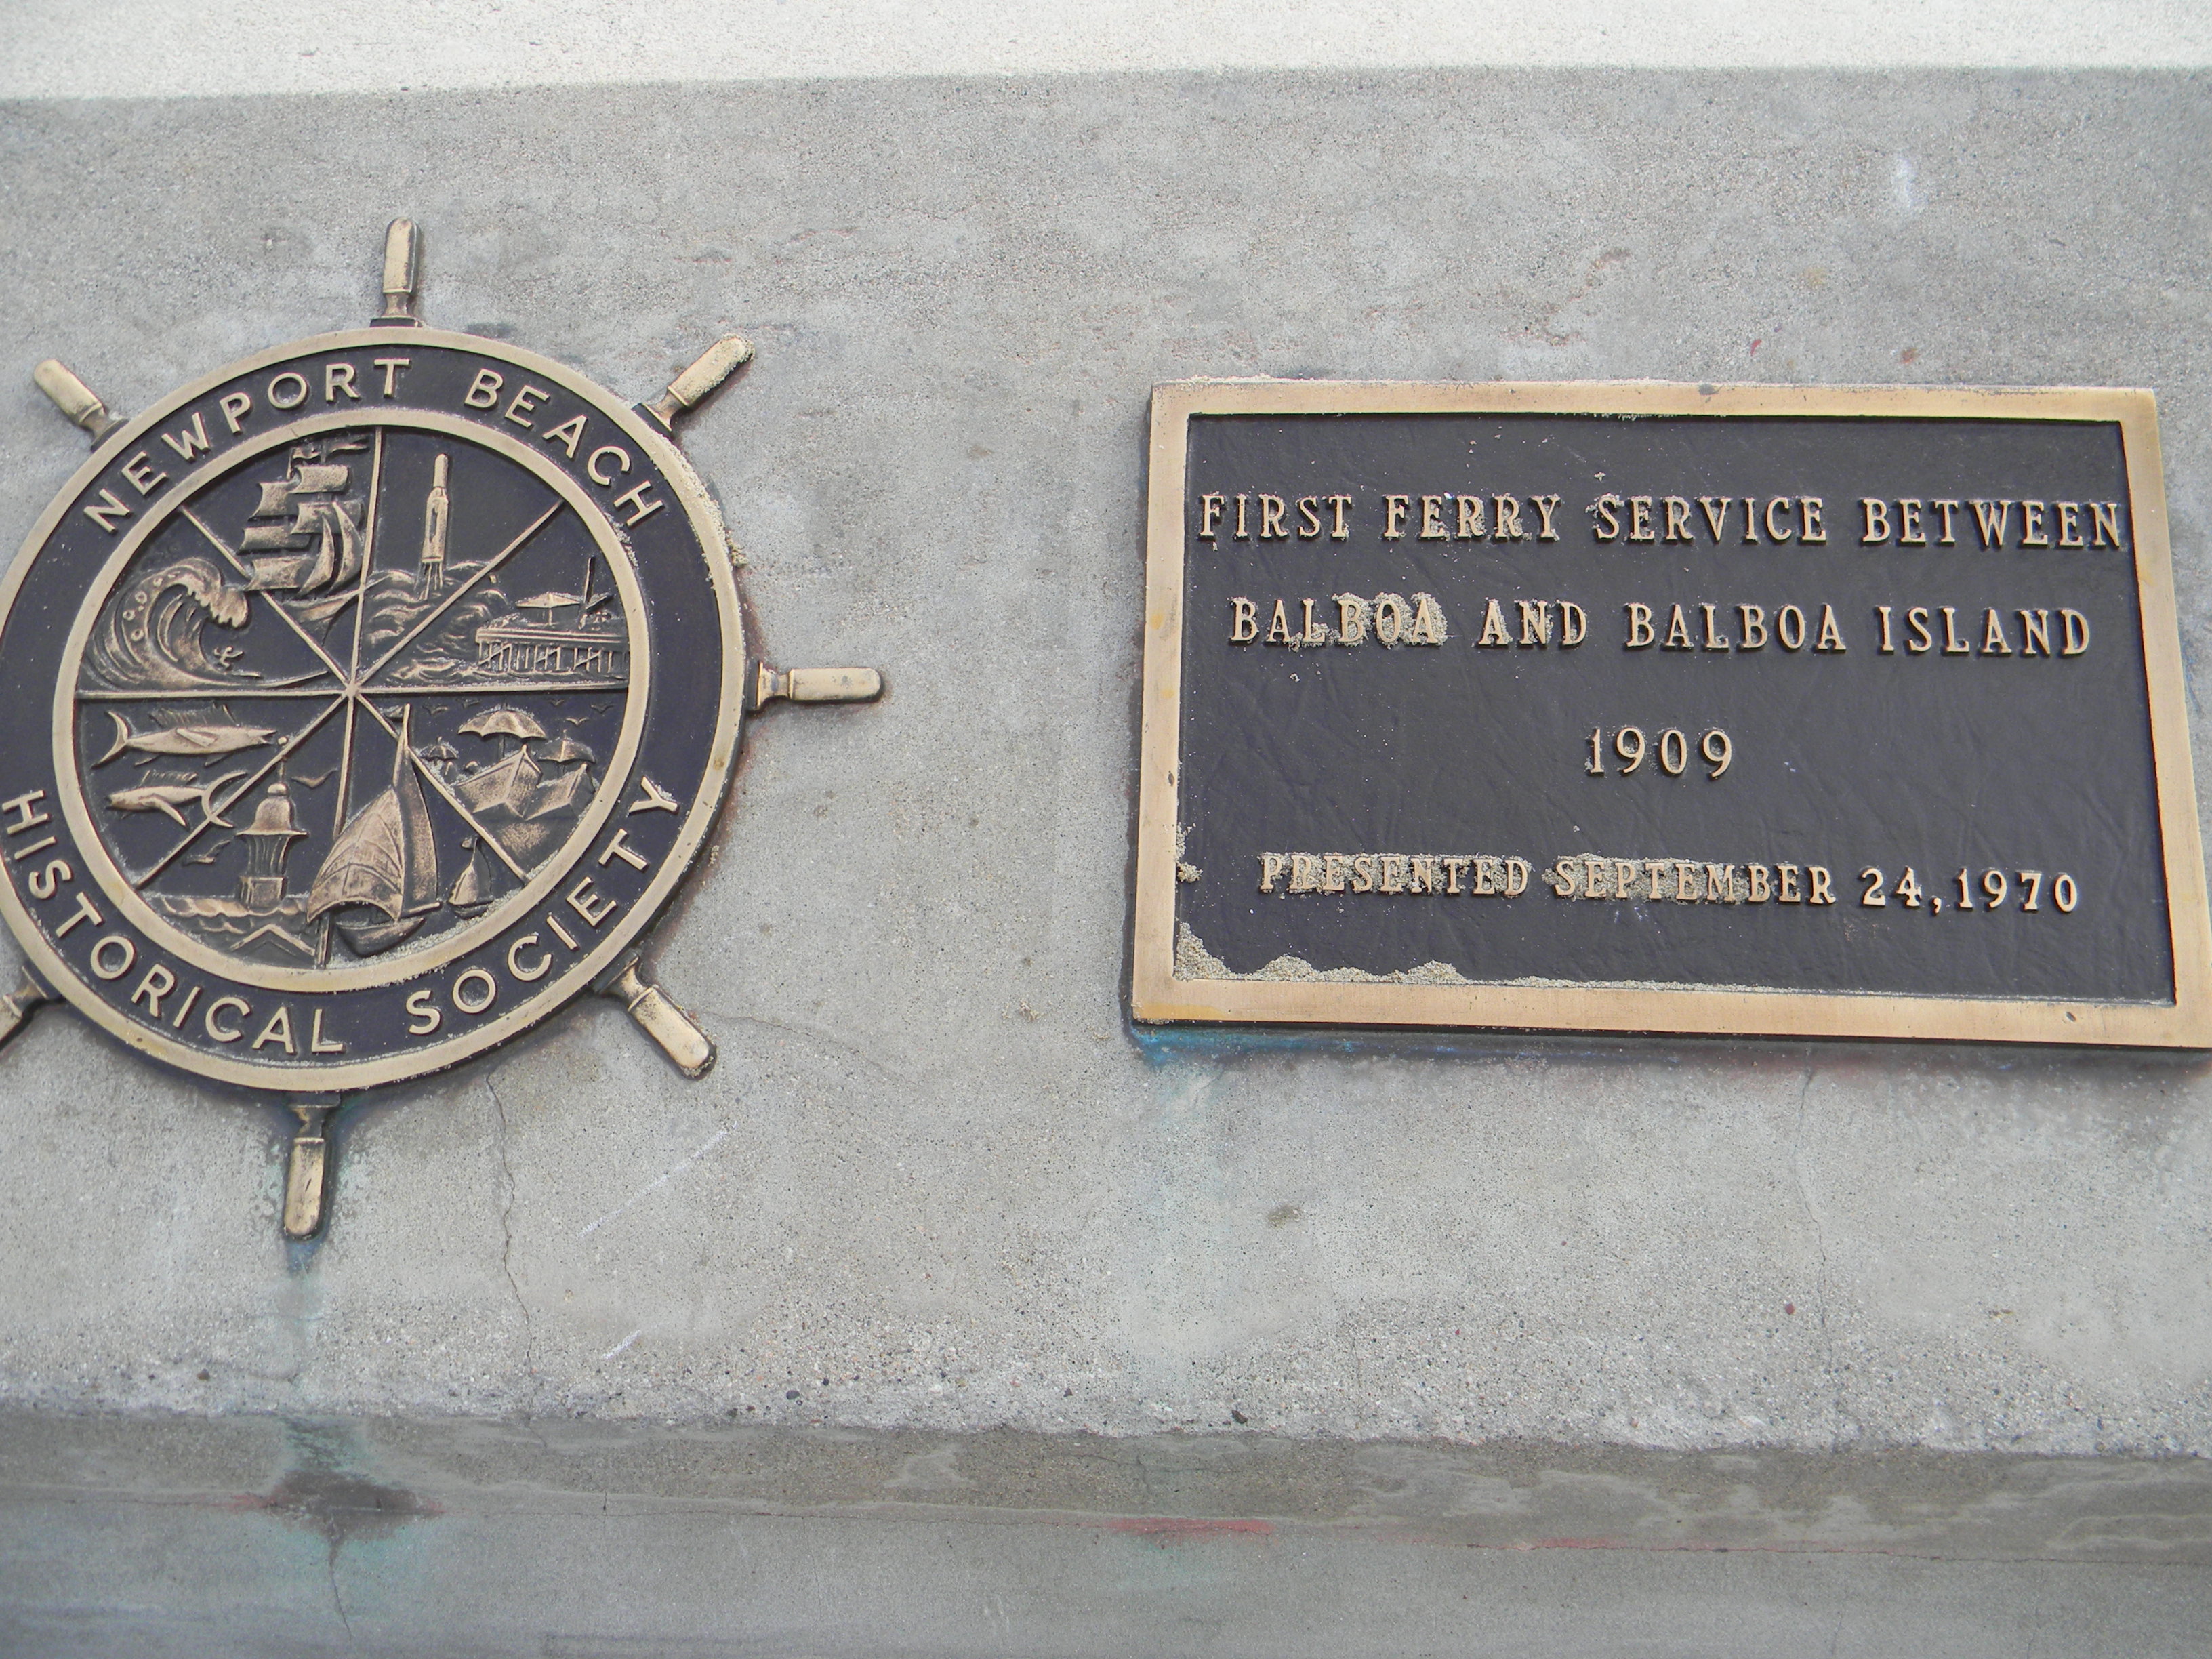 NEWPORT BEACH
HISTORICAL SOCIETY
FIRST FERRY SERVICE BETWEEN
BALBOA AND BALBOA ISLAND
1909
PRESENTED SEPTEMBER 24, 1970